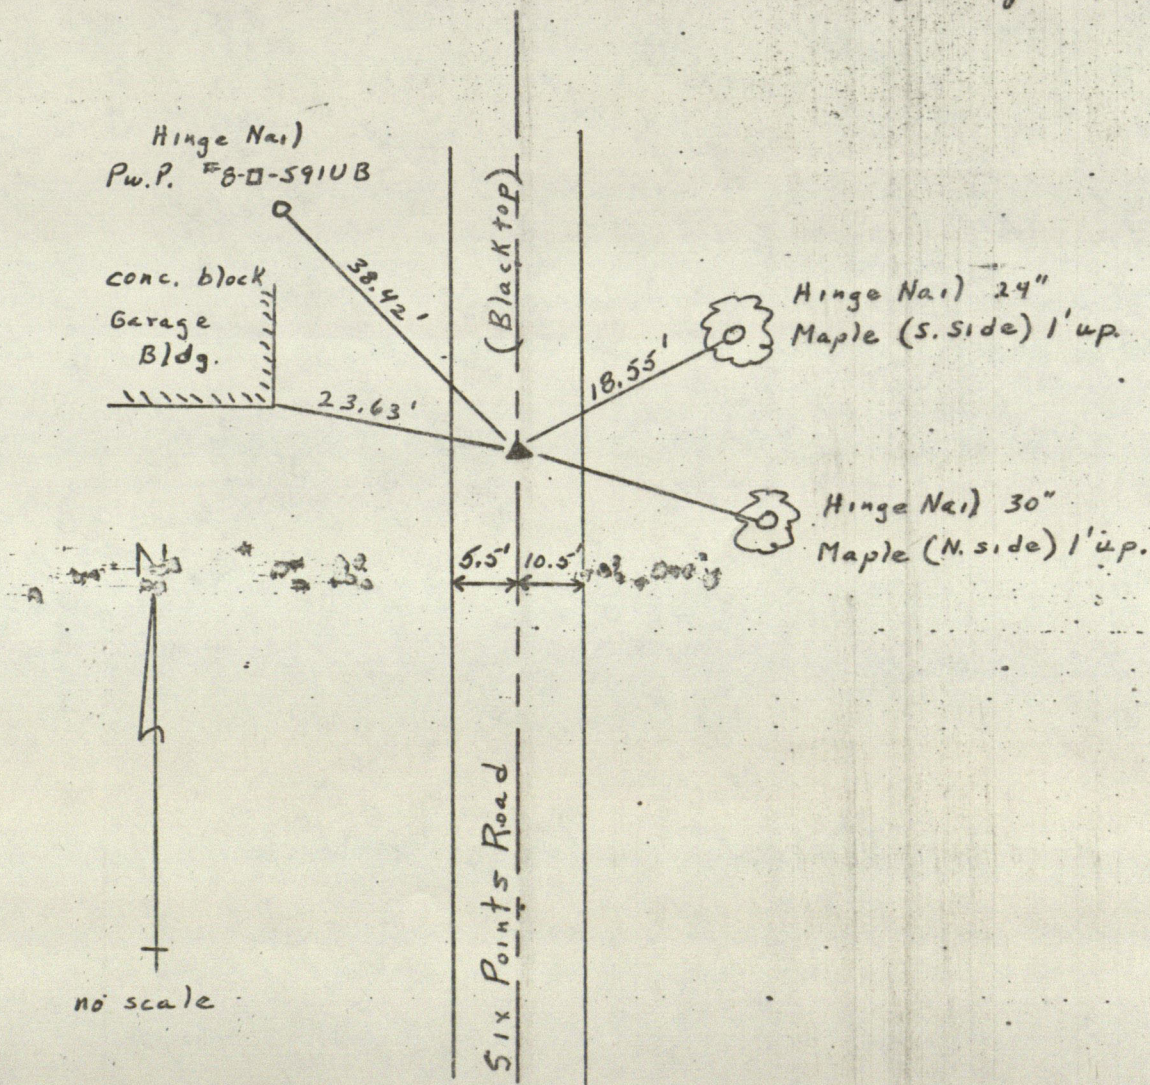 Hinge Nail
Pw.P. #8-□-591UB
(Blacktop)
38.42'
conc. block
Garage
Bldg.
23.63'
18.55'
Hinge Nail 24"
Maple (S. Side) 1' up.
Hinge Nail 30"
Maple (N. side) 1' up.
N
5.5' 10.5'
Six Points Road
no scale